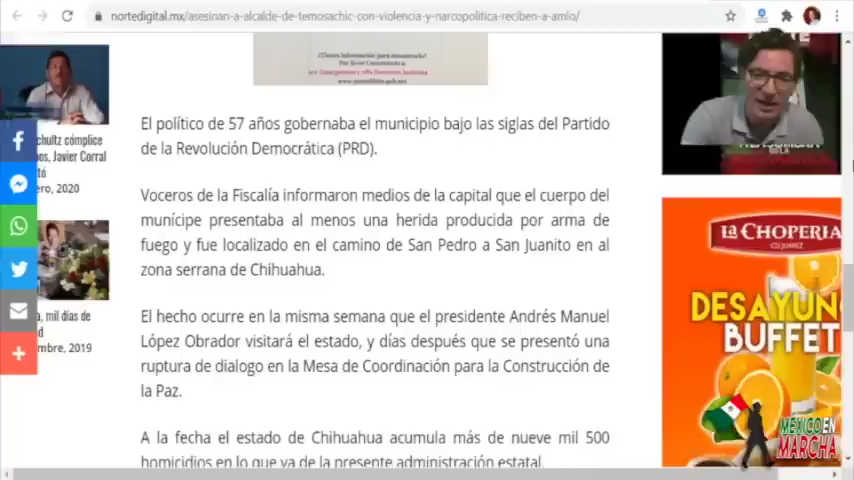 nortedigital.mx/asesinan-a-alcalde-de-temosachic-con-violencia-y-narcopolitica-reciben-a-amlo/
El político de 57 años gobernaba el municipio bajo las siglas del Partido
de la Revolución Democrática (PRD).
Voceros de la Fiscalía informaron medios de la capital que el cuerpo del
munícipe presentaba al menos una herida producida por arma de
fuego y fue localizado en el camino de San Pedro a San Juanito en al
zona serrana de Chihuahua.
El hecho ocurre en la misma semana que el presidente Andrés Manuel
López Obrador visitará el estado, y días después que se presentó una
ruptura de dialogo en la Mesa de Coordinación para la Construcción de
la Paz.
A la fecha el estado de Chihuahua acumula más de nueve mil 500
homicidios en lo que va de la presente administración estatal.
chultz cómplice
os, Javier Corral
ero, 2020
a, mil días de
mbre, 2019
LA CHOPERIA
CD.JUAREZ
DESAYUN
BUFFET
MÉXICO EN
MARCHA